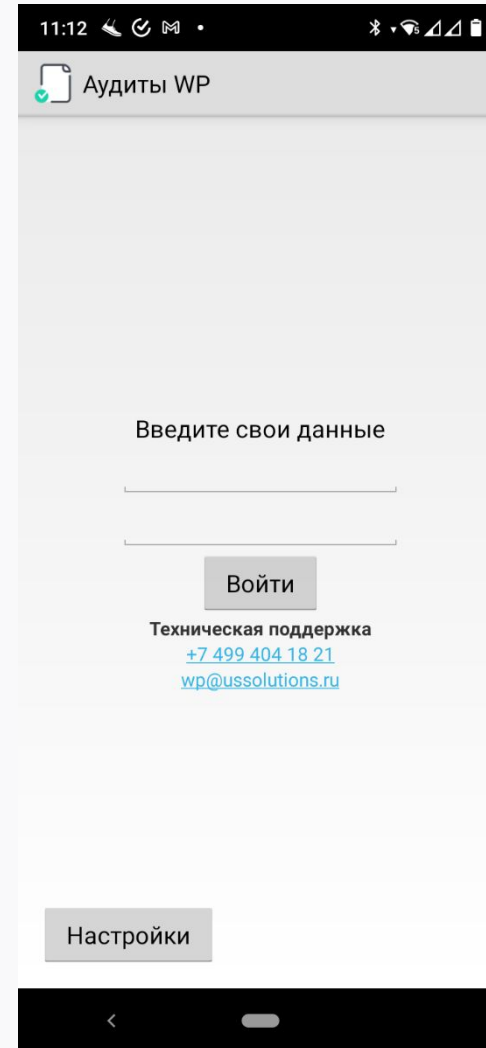 11:12
Аудиты WP
Введите свои данные
Войти
Техническая поддержка
+7 499 404 18 21
wp@ussolutions.ru
Настройки